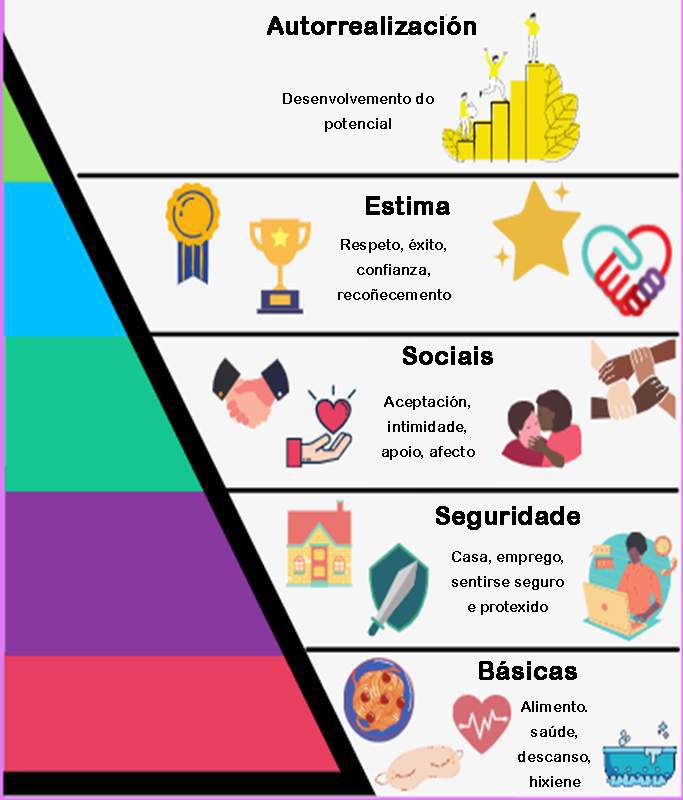 Autorrealización
Desenvolvemento do
potencial
Estima
Respeto, éxito,
confianza,
recoñecemento
Sociais
Aceptación,
intimidade,
apoio, afecto
Seguridade
Casa, emprego,
sentirse seguro
e protexido
Básicas
Alimento.
saúde,
descanso,
hixiene